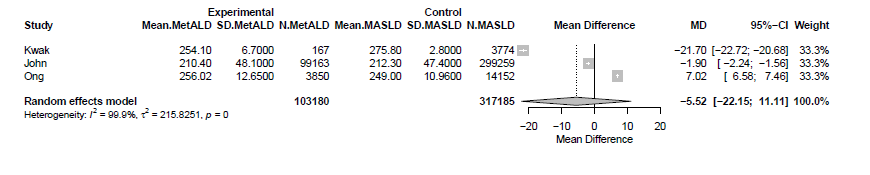 Experimental Control
Study Mean.MetALD SD.MetALD N.MetALD Mean.MASLD SD.MASLD N.MASLD Mean Difference MD 95%−CI Weight
Kwak 254.10 6.7000 167 275.80 2.8000 3774 −21.70 [−22.72; −20.68] 33.3%
John 210.40 48.1000 99163 212.30 47.4000 299259 −1.90 [ −2.24; −1.56] 33.3%
Ong 256.02 12.6500 3850 249.00 10.9600 14152 7.02 [ 6.58; 7.46] 33.3%
Random effects model 103180 317185 −5.52 [−22.15; 11.11] 100.0%
Heterogeneity: I² = 99.9%, τ² = 215.8251, p = 0
−20 −10 0 10 20
Mean Difference